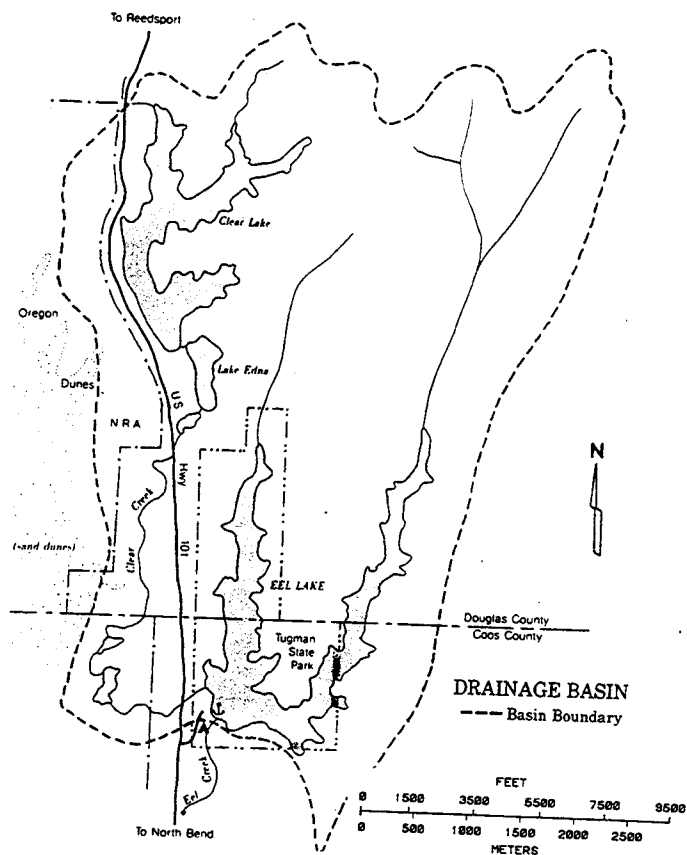 To Reedsport
Clear Lake
Oregon
Dunes
Lake Edna
US
NRA
N
Hwy
Creek
101
Clear
(sand dunes)
EEL LAKE
Douglas County
Coos County
Tugman
State
Park
DRAINAGE BASIN
Basin Boundary
Creek
Eel
FEET
0 1500 3500 5500 7500 9500
0 500 1000 1500 2000 2500
METERS
To North Bend